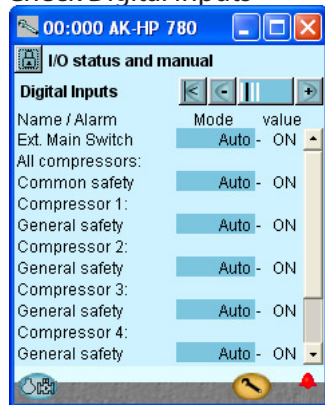 Check Digital Inputs
00:000 AK-HP 780
I/O status and manual
Digital Inputs
Name / Alarm Mode value
Ext. Main Switch Auto - ON
All compressors:
Common safety Auto - ON
Compressor 1:
General safety Auto - ON
Compressor 2:
General safety Auto - ON
Compressor 3:
General safety Auto - ON
Compressor 4:
General safety Auto - ON